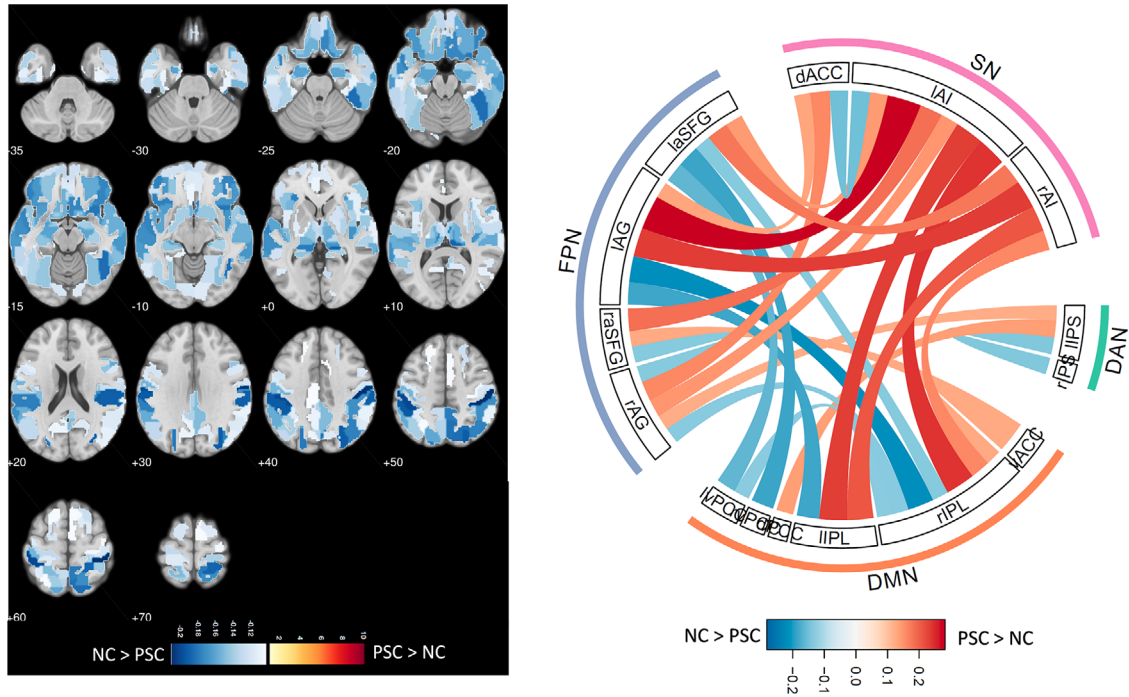 -35
-30
-25
-20
-15
-10
+0
+10
+20
+30
+40
+50
+60
+70
NC > PSC
-0.2
-0.18
-0.16
-0.14
-0.12
2
4
6
8
10
PSC > NC
SN
dACC
lAI
rAI
FPN
laSFG
lAG
raSFG
rAG
DAN
lIPS
rIPS
DMN
rIPL
lIPL
NC > PSC
PSC > NC
-0.2
-0.1
0.0
0.1
0.2